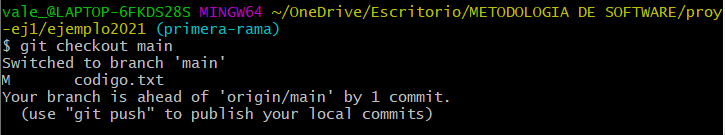 vale_@LAPTOP-6FKDS28S MINGW64 ~/OneDrive/Escritorio/METODOLOGIA DE SOFTWARE/proy
-ej1/ejemplo2021 (primera-rama)
$ git checkout main
Switched to branch 'main'
M       codigo.txt
Your branch is ahead of 'origin/main' by 1 commit.
  (use "git push" to publish your local commits)